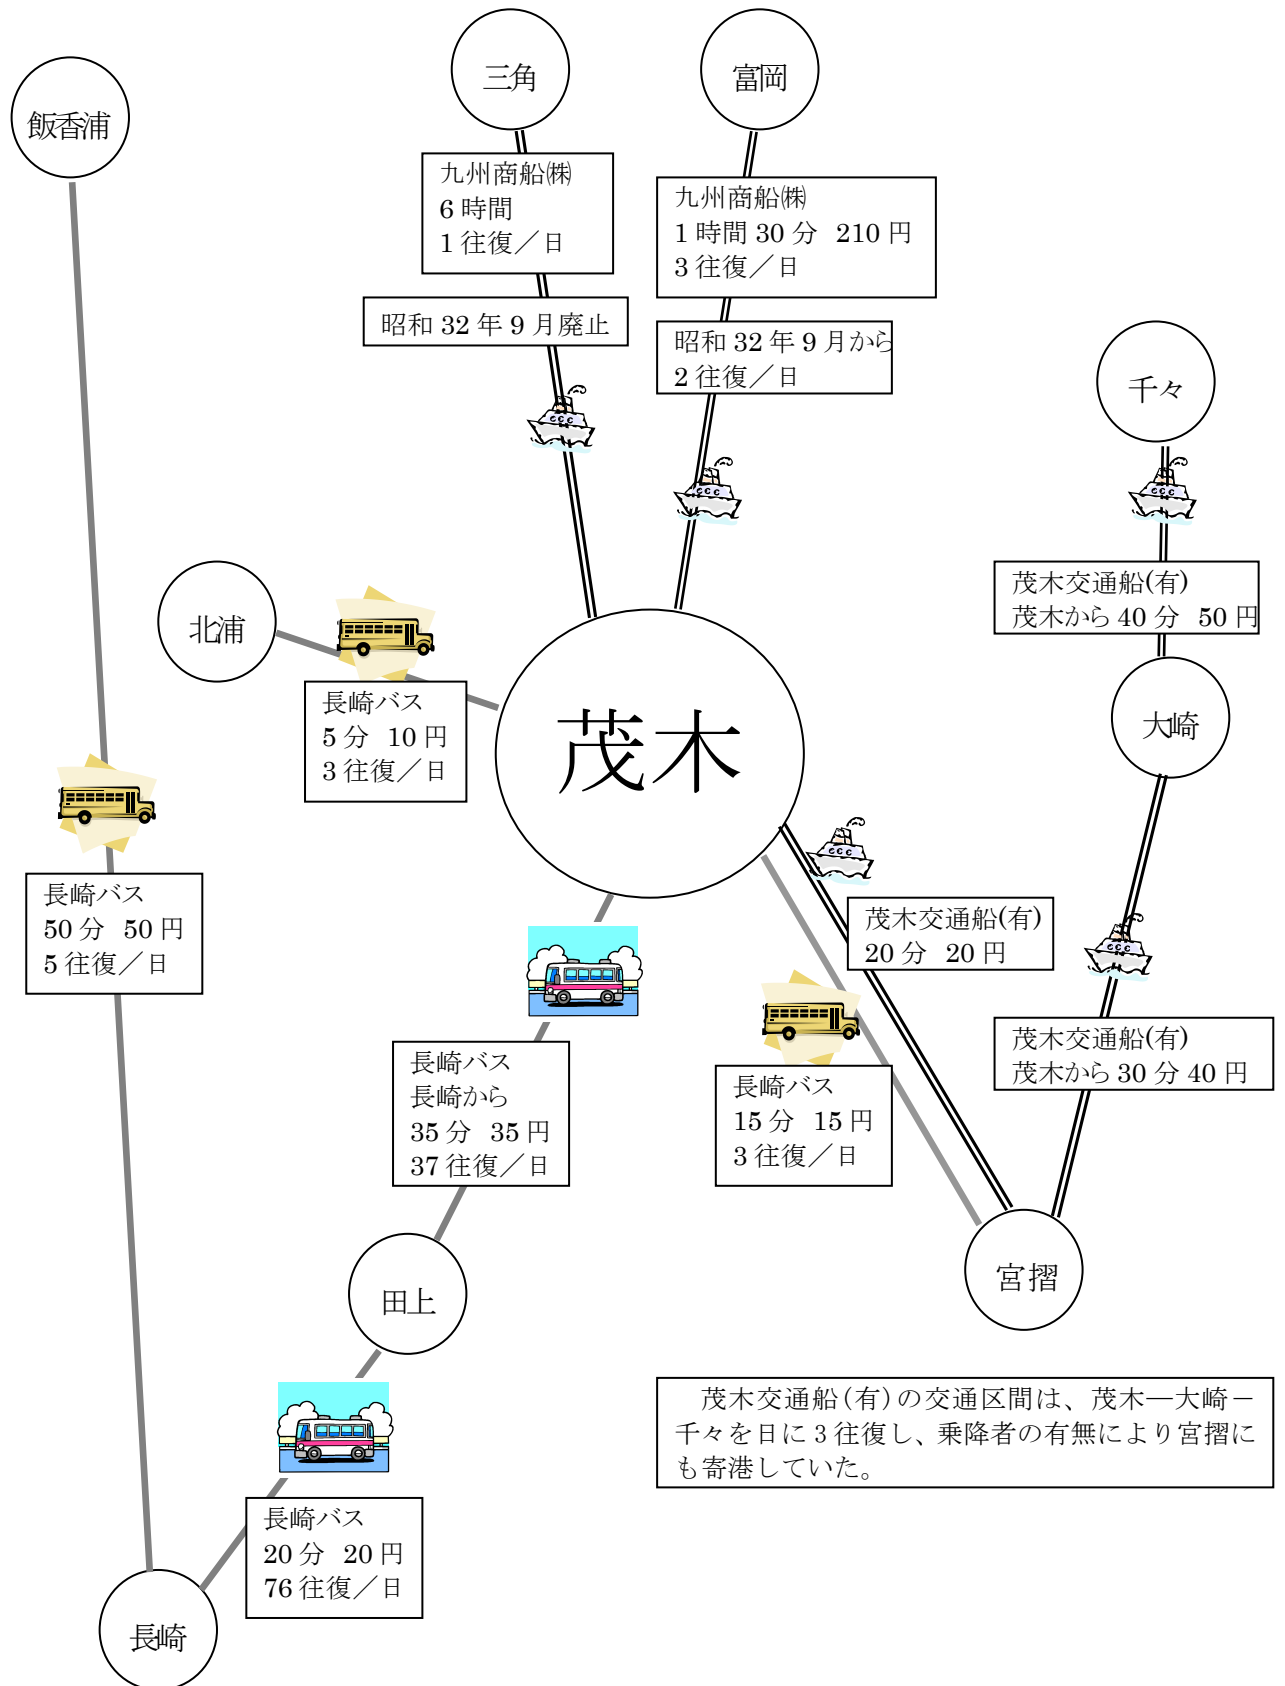 三角
富岡
飯香浦
九州商船㈱
6時間
1往復／日
九州商船㈱
1時間30分 210円
3往復／日
昭和32年9月廃止
昭和32年9月から
2往復／日
千々
茂木交通船(有)
茂木から40分 50円
北浦
長崎バス
5分 10円
3往復／日
茂木
大崎
長崎バス
50分 50円
5往復／日
茂木交通船(有)
20分 20円
長崎バス
長崎から
35分 35円
37往復／日
長崎バス
15分 15円
3往復／日
茂木交通船(有)
茂木から30分40円
宮摺
田上
茂木交通船(有)の交通区間は、茂木―大崎－
千々を日に3往復し、乗降者の有無により宮摺に
も寄港していた。
長崎バス
20分 20円
76往復／日
長崎